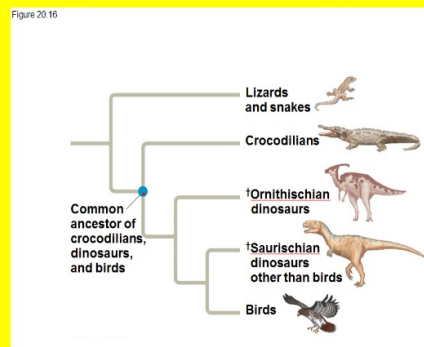 Figure 20.16
Lizards
and snakes
Crocodilians
†Ornithischian
dinosaurs
Common
ancestor of
crocodilians,
dinosaurs,
and birds
†Saurischian
dinosaurs
other than birds
Birds